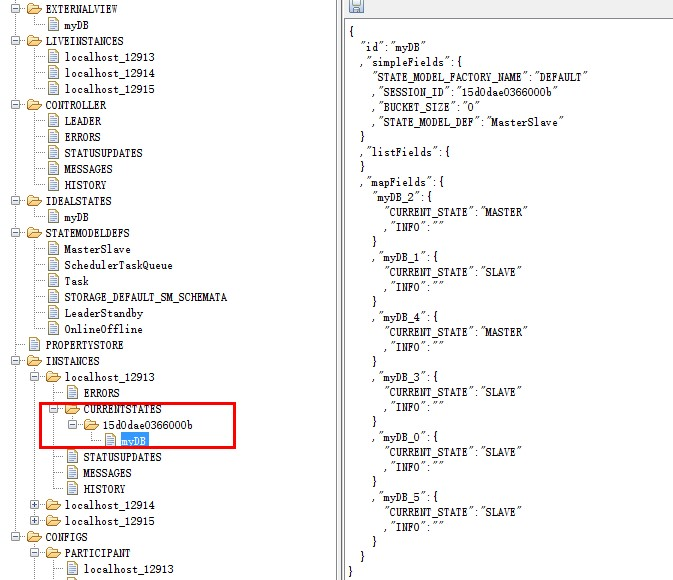 EXTERNALVIEW
myDB
LIVEINSTANCES
localhost_12913
localhost_12914
localhost_12915
CONTROLLER
LEADER
ERRORS
STATUSUPDATES
MESSAGES
HISTORY
IDEALSTATES
myDB
STATEMODELDEFS
MasterSlave
SchedulerTaskQueue
Task
STORAGE_DEFAULT_SM_SCHEMATA
LeaderStandby
OnlineOffline
PROPERTYSTORE
INSTANCES
localhost_12913
ERRORS
CURRENTSTATES
15d0dae0366000b
myDB
STATUSUPDATES
MESSAGES
HISTORY
localhost_12914
localhost_12915
CONFIGS
PARTICIPANT
localhost_12913
{
"id":"myDB"
,"simpleFields":{
"STATE_MODEL_FACTORY_NAME":"DEFAULT"
,"SESSION_ID":"15d0dae0366000b"
,"BUCKET_SIZE":"0"
,"STATE_MODEL_DEF":"MasterSlave"
}
,"listFields":{
}
,"mapFields":{
"myDB_2":{
"CURRENT_STATE":"MASTER"
,"INFO":""
}
,"myDB_1":{
"CURRENT_STATE":"SLAVE"
,"INFO":""
}
,"myDB_4":{
"CURRENT_STATE":"MASTER"
,"INFO":""
}
,"myDB_3":{
"CURRENT_STATE":"SLAVE"
,"INFO":""
}
,"myDB_0":{
"CURRENT_STATE":"SLAVE"
,"INFO":""
}
,"myDB_5":{
"CURRENT_STATE":"SLAVE"
,"INFO":""
}
}
}